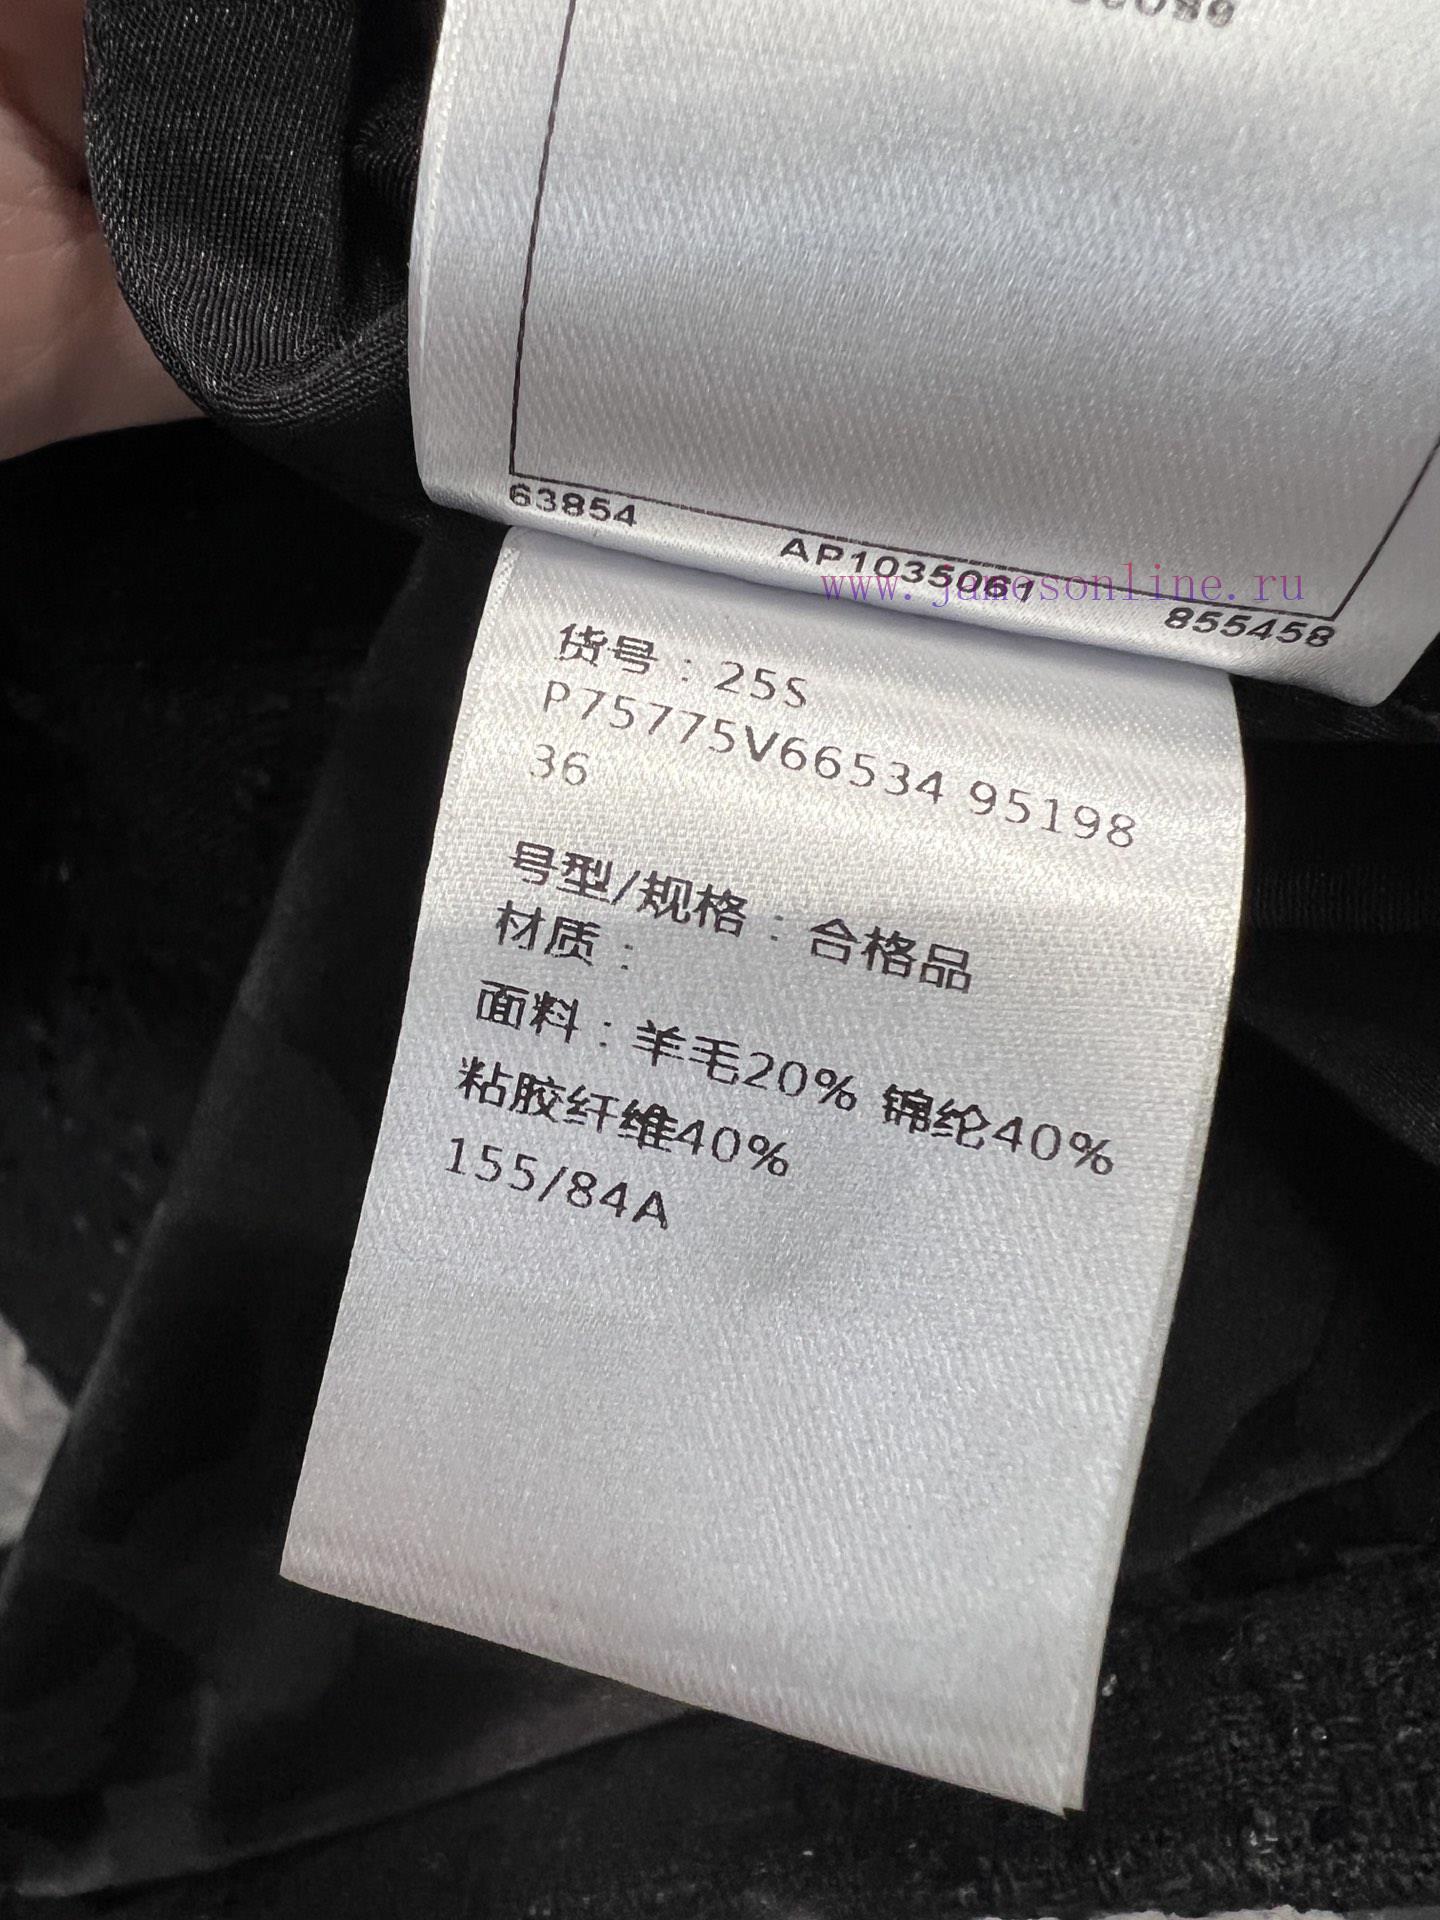 63854
AP1035061
855458
www.jamesonline.ru
货号：25S
P75775V66534 95198
36
号型/规格：合格品
材质：
面料：羊毛20% 锦纶40%
粘胶纤维40%
155/84A